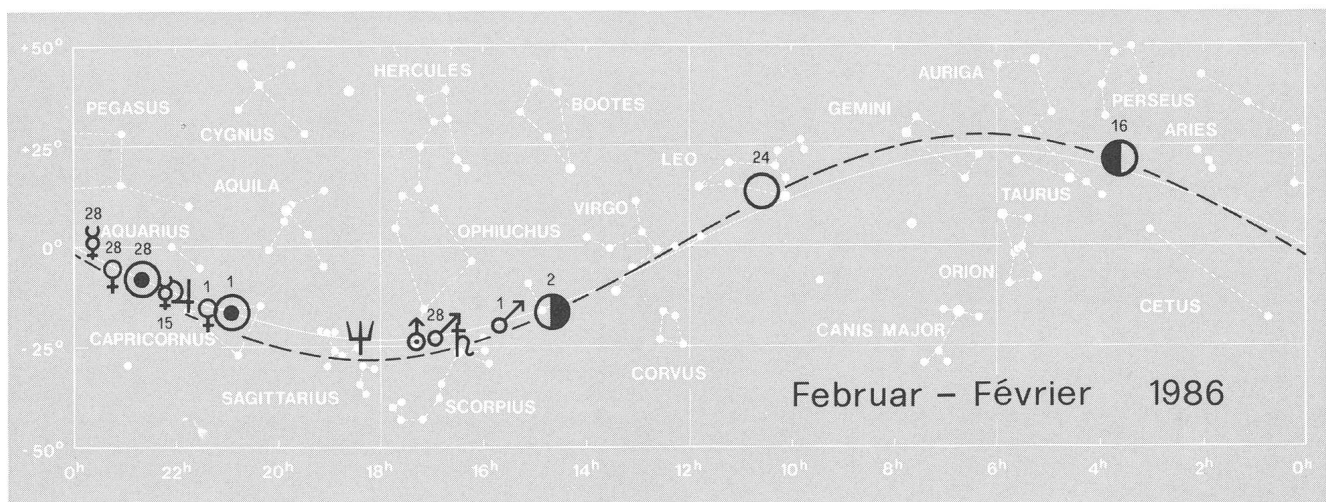 +50°
HERCULES
AURIGA
PEGASUS
BOOTES
GEMINI
PERSEUS
CYGNUS
16
ARIES
+25°
LEO
24
AQUILA
TAURUS
28
VIRGO
AQUARIUS
OPHIUCHUS
0°
28
28
1
1
28
1
2
ORION
CETUS
15
CAPRICORNUS
CANIS MAJOR
-25°
CORVUS
SAGITTARIUS
SCORPIUS
Februar – Février 1986
-50°
0h 22h 20h 18h 16h 14h 12h 10h 8h 6h 4h 2h 0h